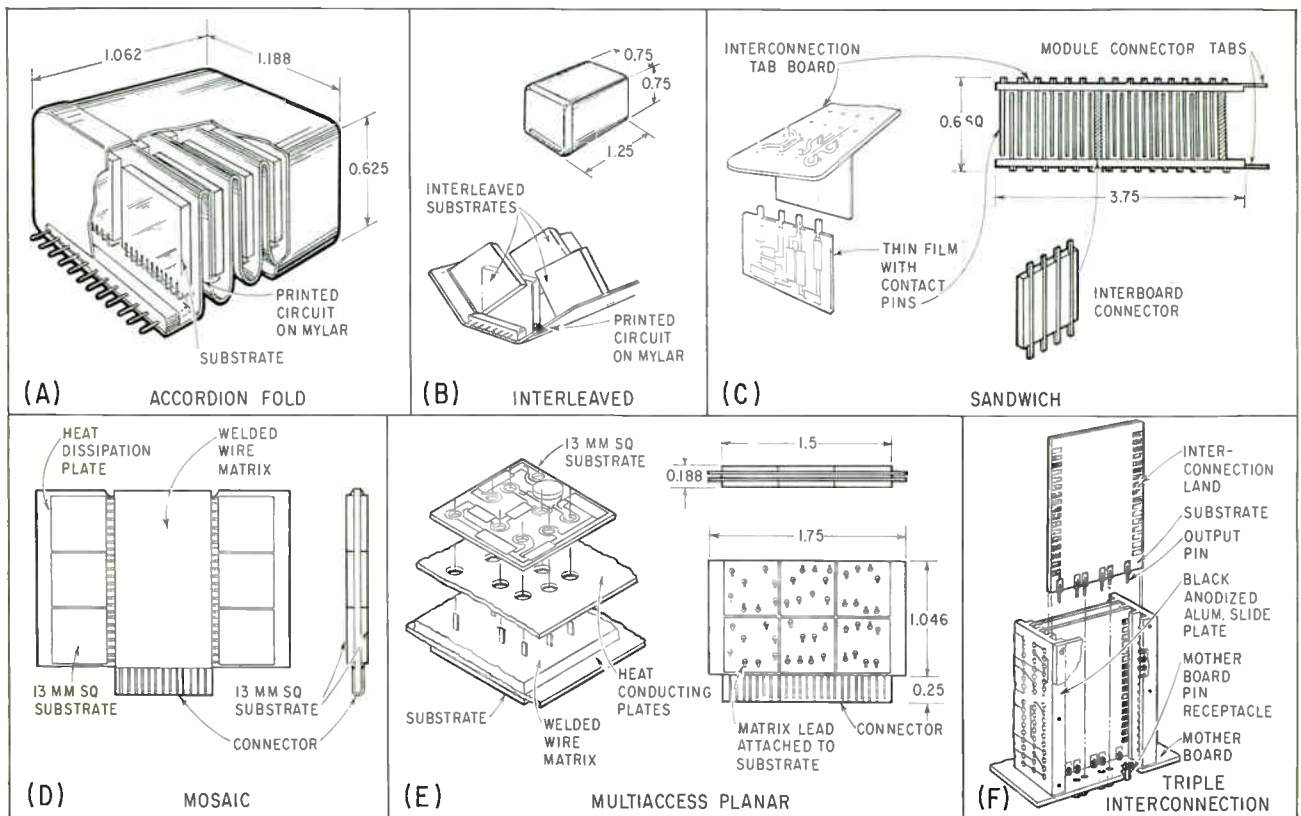 1.062
1.188
0.625
PRINTED
CIRCUIT
ON MYLAR
SUBSTRATE
(A)
ACCORDION FOLD
0.75
0.75
1.25
INTERLEAVED
SUBSTRATES
PRINTED
CIRCUIT
ON MYLAR
(B)
INTERLEAVED
INTERCONNECTION
TAB BOARD
MODULE CONNECTOR TABS
0.6 SQ
3.75
THIN FILM
WITH
CONTACT
PINS
INTERBOARD
CONNECTOR
(C)
SANDWICH
HEAT
DISSIPATION
PLATE
WELDED
WIRE
MATRIX
13 MM SQ
SUBSTRATE
13 MM SQ
SUBSTRATE
CONNECTOR
(D)
MOSAIC
13 MM SQ
SUBSTRATE
1.5
0.188
1.75
1.046
0.25
HEAT
CONDUCTING
PLATES
SUBSTRATE
WELDED
WIRE
MATRIX
MATRIX LEAD
ATTACHED TO
SUBSTRATE
CONNECTOR
(E)
MULTIACCESS PLANAR
INTER-
CONNECTION
LAND
SUBSTRATE
OUTPUT
PIN
BLACK
ANODIZED
ALUM. SLIDE
PLATE
MOTHER
BOARD
PIN
RECEPTACLE
MOTHER
BOARD
(F)
TRIPLE
INTERCONNECTION